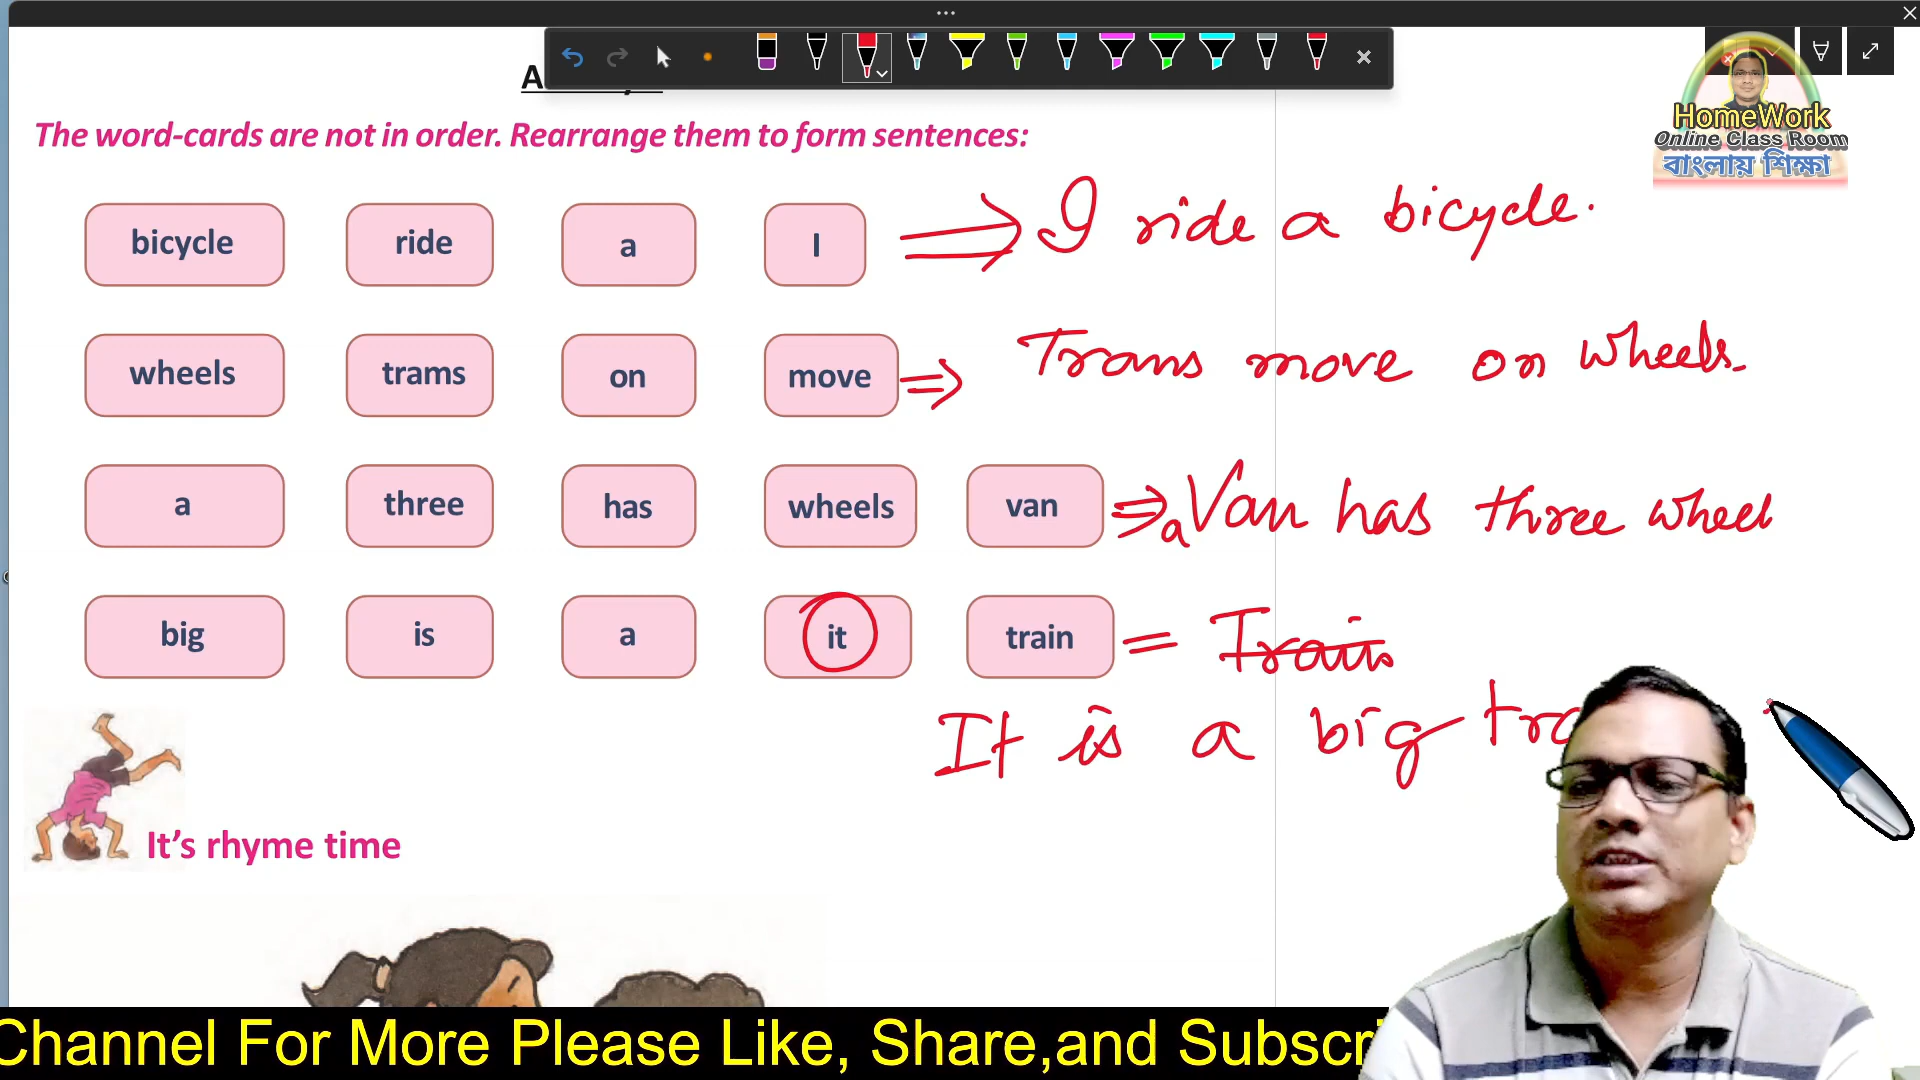 The word-cards are not in order. Rearrange them to form sentences:
HomeWork
Online Class Room
বাংলায় শিক্ষা
bicycle ride a I ⇒ I ride a bicycle.
wheels trams on move ⇒ Trams move on wheels.
a three has wheels van ⇒ a Van has three wheel
big is a it train = Train
It is a big
It's rhyme time
Channel For More Please Like, Share,and